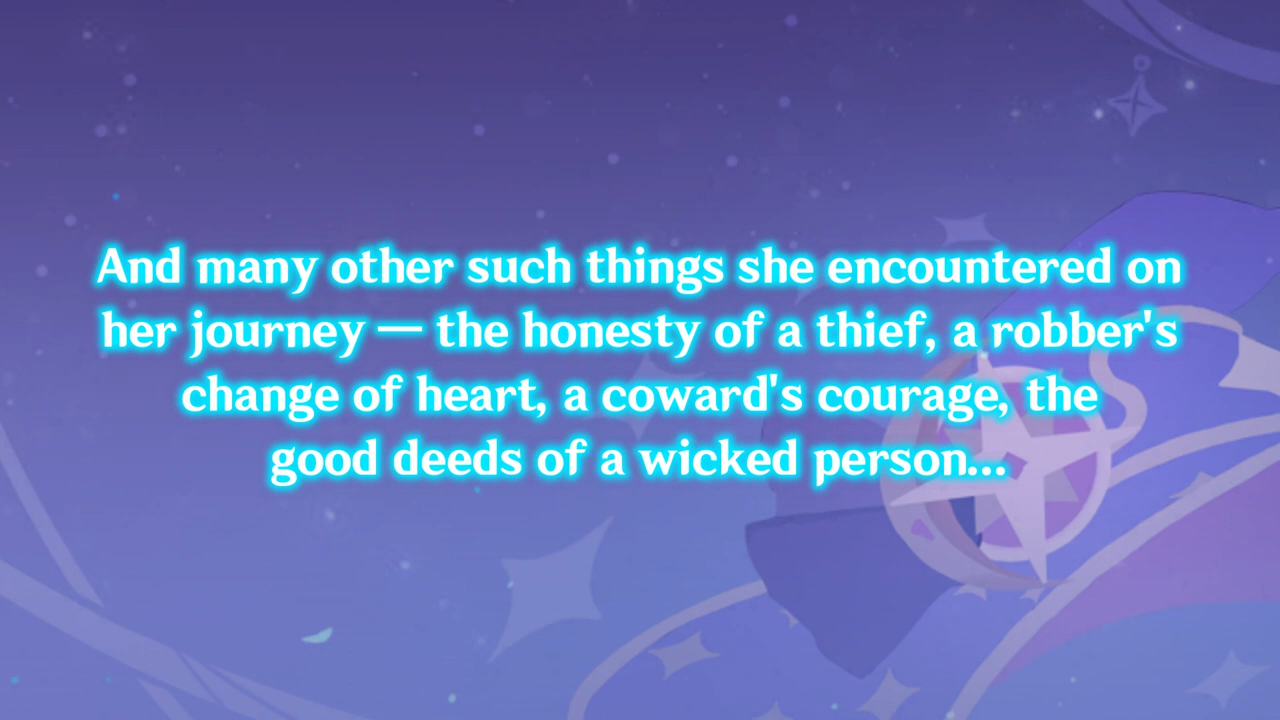 And many other such things she encountered on
her journey — the honesty of a thief, a robber's
change of heart, a coward's courage, the
good deeds of a wicked person...